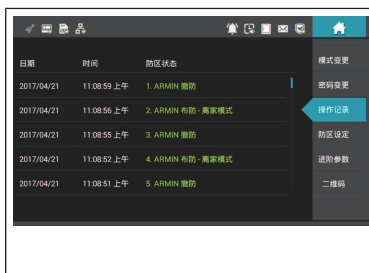 日期 时间 防区状态
2017/04/21 11:08:59 上午 1. ARMIN 撤防
2017/04/21 11:08:56 上午 2. ARMIN 布防 - 离家模式
2017/04/21 11:08:55 上午 3. ARMIN 撤防
2017/04/21 11:08:52 上午 4. ARMIN 布防 - 离家模式
2017/04/21 11:08:51 上午 5. ARMIN 撤防
模式变更
密码变更
操作记录
防区设定
进阶参数
二维码